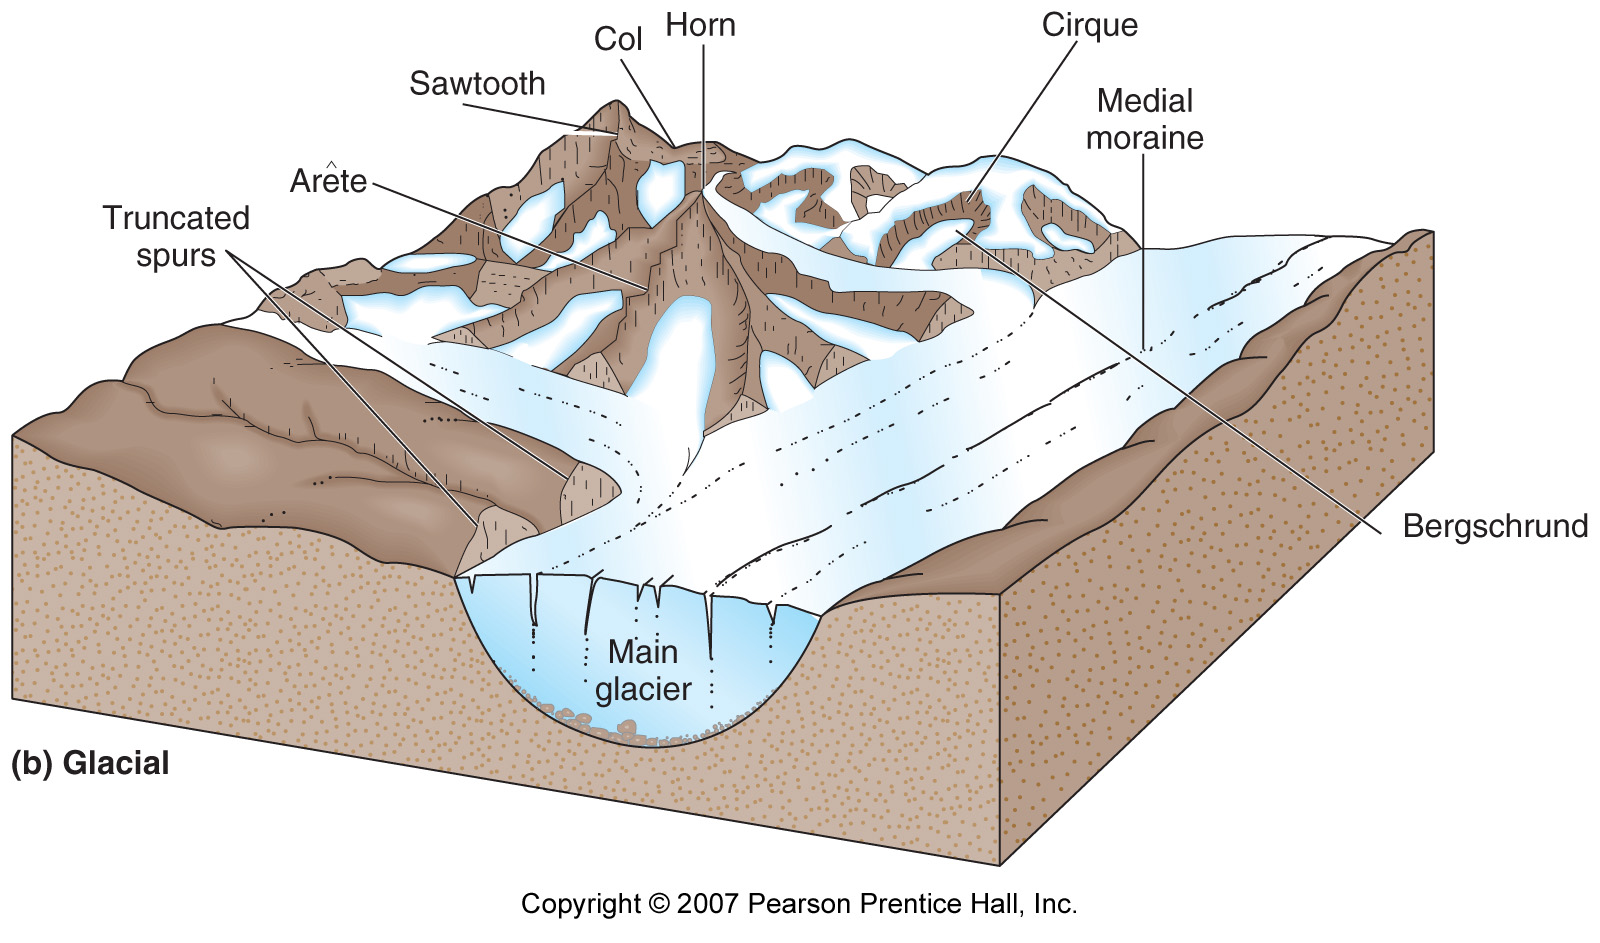 Horn
Cirque
Col
Sawtooth
Medial
moraine
Arête
Truncated
spurs
Bergschrund
Main
glacier
(b) Glacial
Copyright © 2007 Pearson Prentice Hall, Inc.